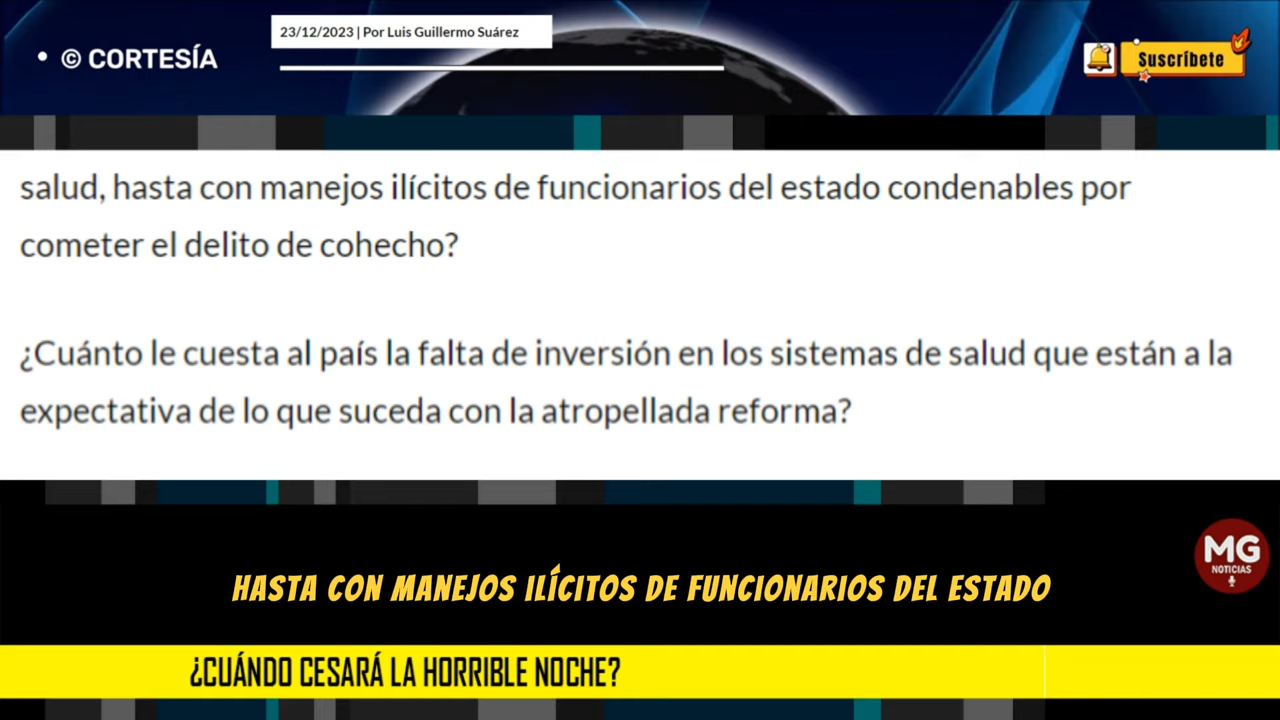 23/12/2023 | Por Luis Guillermo Suárez
• © CORTESÍA
Suscríbete
salud, hasta con manejos ilícitos de funcionarios del estado condenables por
cometer el delito de cohecho?
¿Cuánto le cuesta al país la falta de inversión en los sistemas de salud que están a la
expectativa de lo que suceda con la atropellada reforma?
MG
NOTICIAS
HASTA CON MANEJOS ILÍCITOS DE FUNCIONARIOS DEL ESTADO
¿CUÁNDO CESARÁ LA HORRIBLE NOCHE?